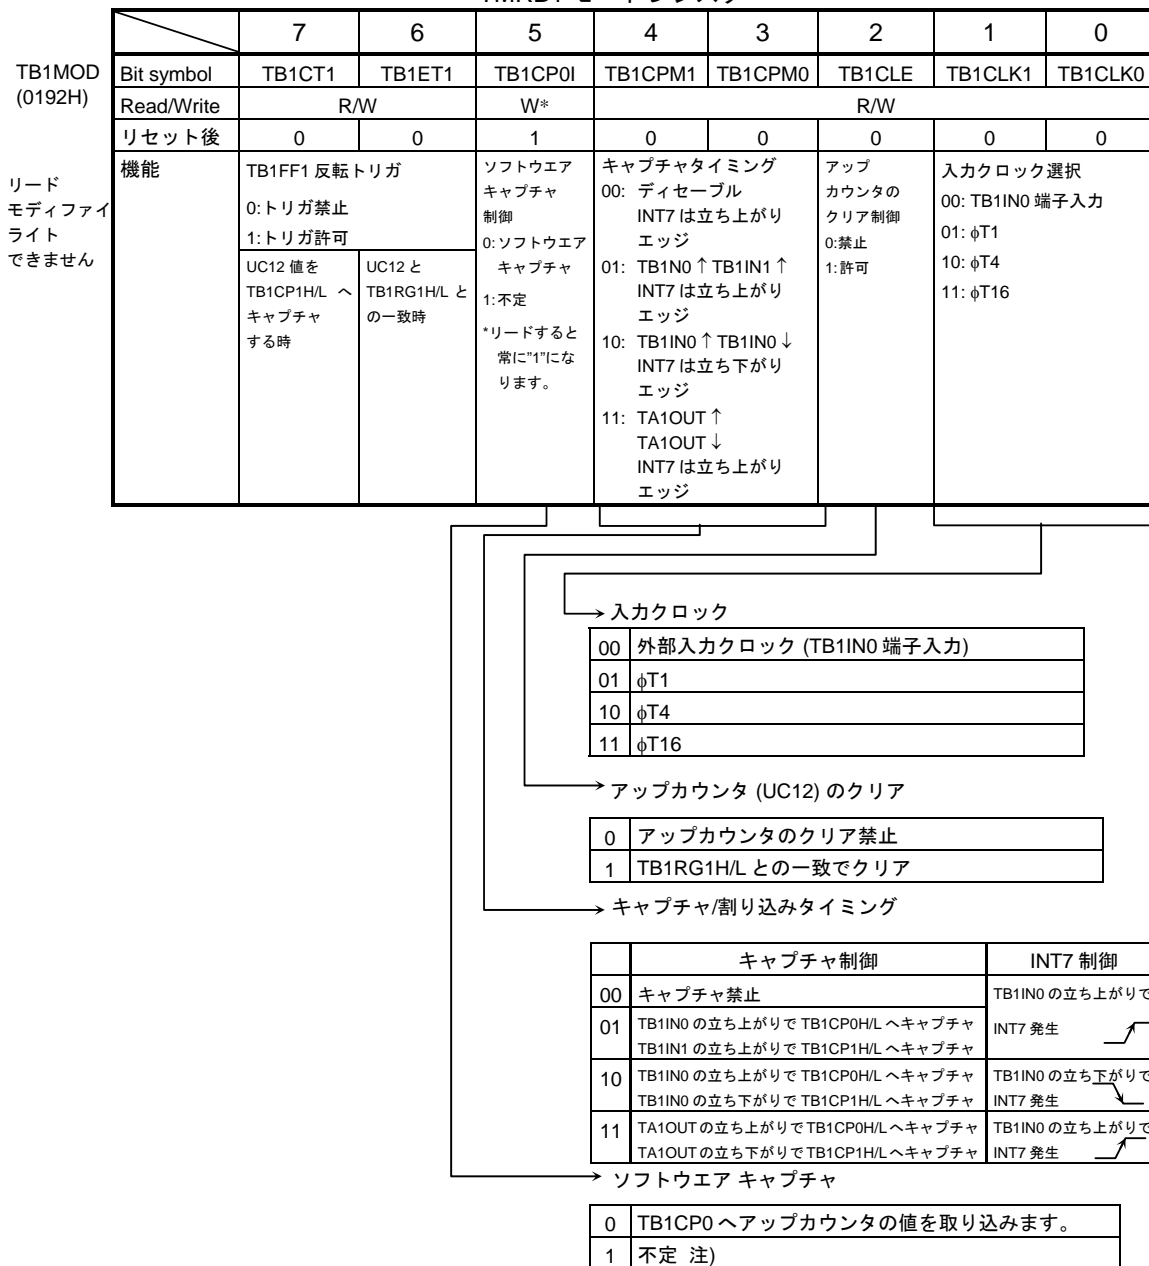 7 6 5 4 3 2 1 0
TB1MOD
(0192H)
Bit symbol TB1CT1 TB1ET1 TB1CP0I TB1CPM1 TB1CPM0 TB1CLE TB1CLK1 TB1CLK0
Read/Write R/W W* R/W
リセット後 0 0 1 0 0 0 0 0
リード
モディファイ
ライト
できません
機能
TB1FF1 反転トリガ
0:トリガ禁止
1:トリガ許可
UC12 値を
TB1CP1H/L へ
キャプチャ
する時
UC12 と
TB1RG1H/L と
の一致時
ソフトウエア
キャプチャ
制御
0:ソフトウエア
キャプチャ
1:不定
*リードすると
常に"1"にな
ります。
キャプチャタイミング
00: ディセーブル
INT7 は立ち上がり
エッジ
01: TB1N0 ↑ TB1IN1 ↑
INT7 は立ち上がり
エッジ
10: TB1IN0 ↑ TB1IN0 ↓
INT7 は立ち下がり
エッジ
11: TA1OUT ↑
TA1OUT ↓
INT7 は立ち上がり
エッジ
アップ
カウンタの
クリア制御
0:禁止
1:許可
入力クロック選択
00: TB1IN0 端子入力
01: ϕT1
10: ϕT4
11: ϕT16
入力クロック
00 外部入力クロック (TB1IN0 端子入力)
01 ϕT1
10 ϕT4
11 ϕT16
アップカウンタ (UC12) のクリア
0 アップカウンタのクリア禁止
1 TB1RG1H/L との一致でクリア
キャプチャ/割り込みタイミング
キャプチャ制御 INT7 制御
00 キャプチャ禁止 TB1IN0 の立ち上がりで
01 TB1IN0 の立ち上がりで TB1CP0H/L へキャプチャ INT7 発生
TB1IN1 の立ち上がりで TB1CP1H/L へキャプチャ
10 TB1IN0 の立ち上がりで TB1CP0H/L へキャプチャ TB1IN0 の立ち下がりで
TB1IN0 の立ち下がりで TB1CP1H/L へキャプチャ INT7 発生
11 TA1OUT の立ち上がりで TB1CP0H/L へキャプチャ TB1IN0 の立ち上がりで
TA1OUT の立ち下がりで TB1CP1H/L へキャプチャ INT7 発生
ソフトウエア キャプチャ
0 TB1CP0 へアップカウンタの値を取り込みます。
1 不定 注)